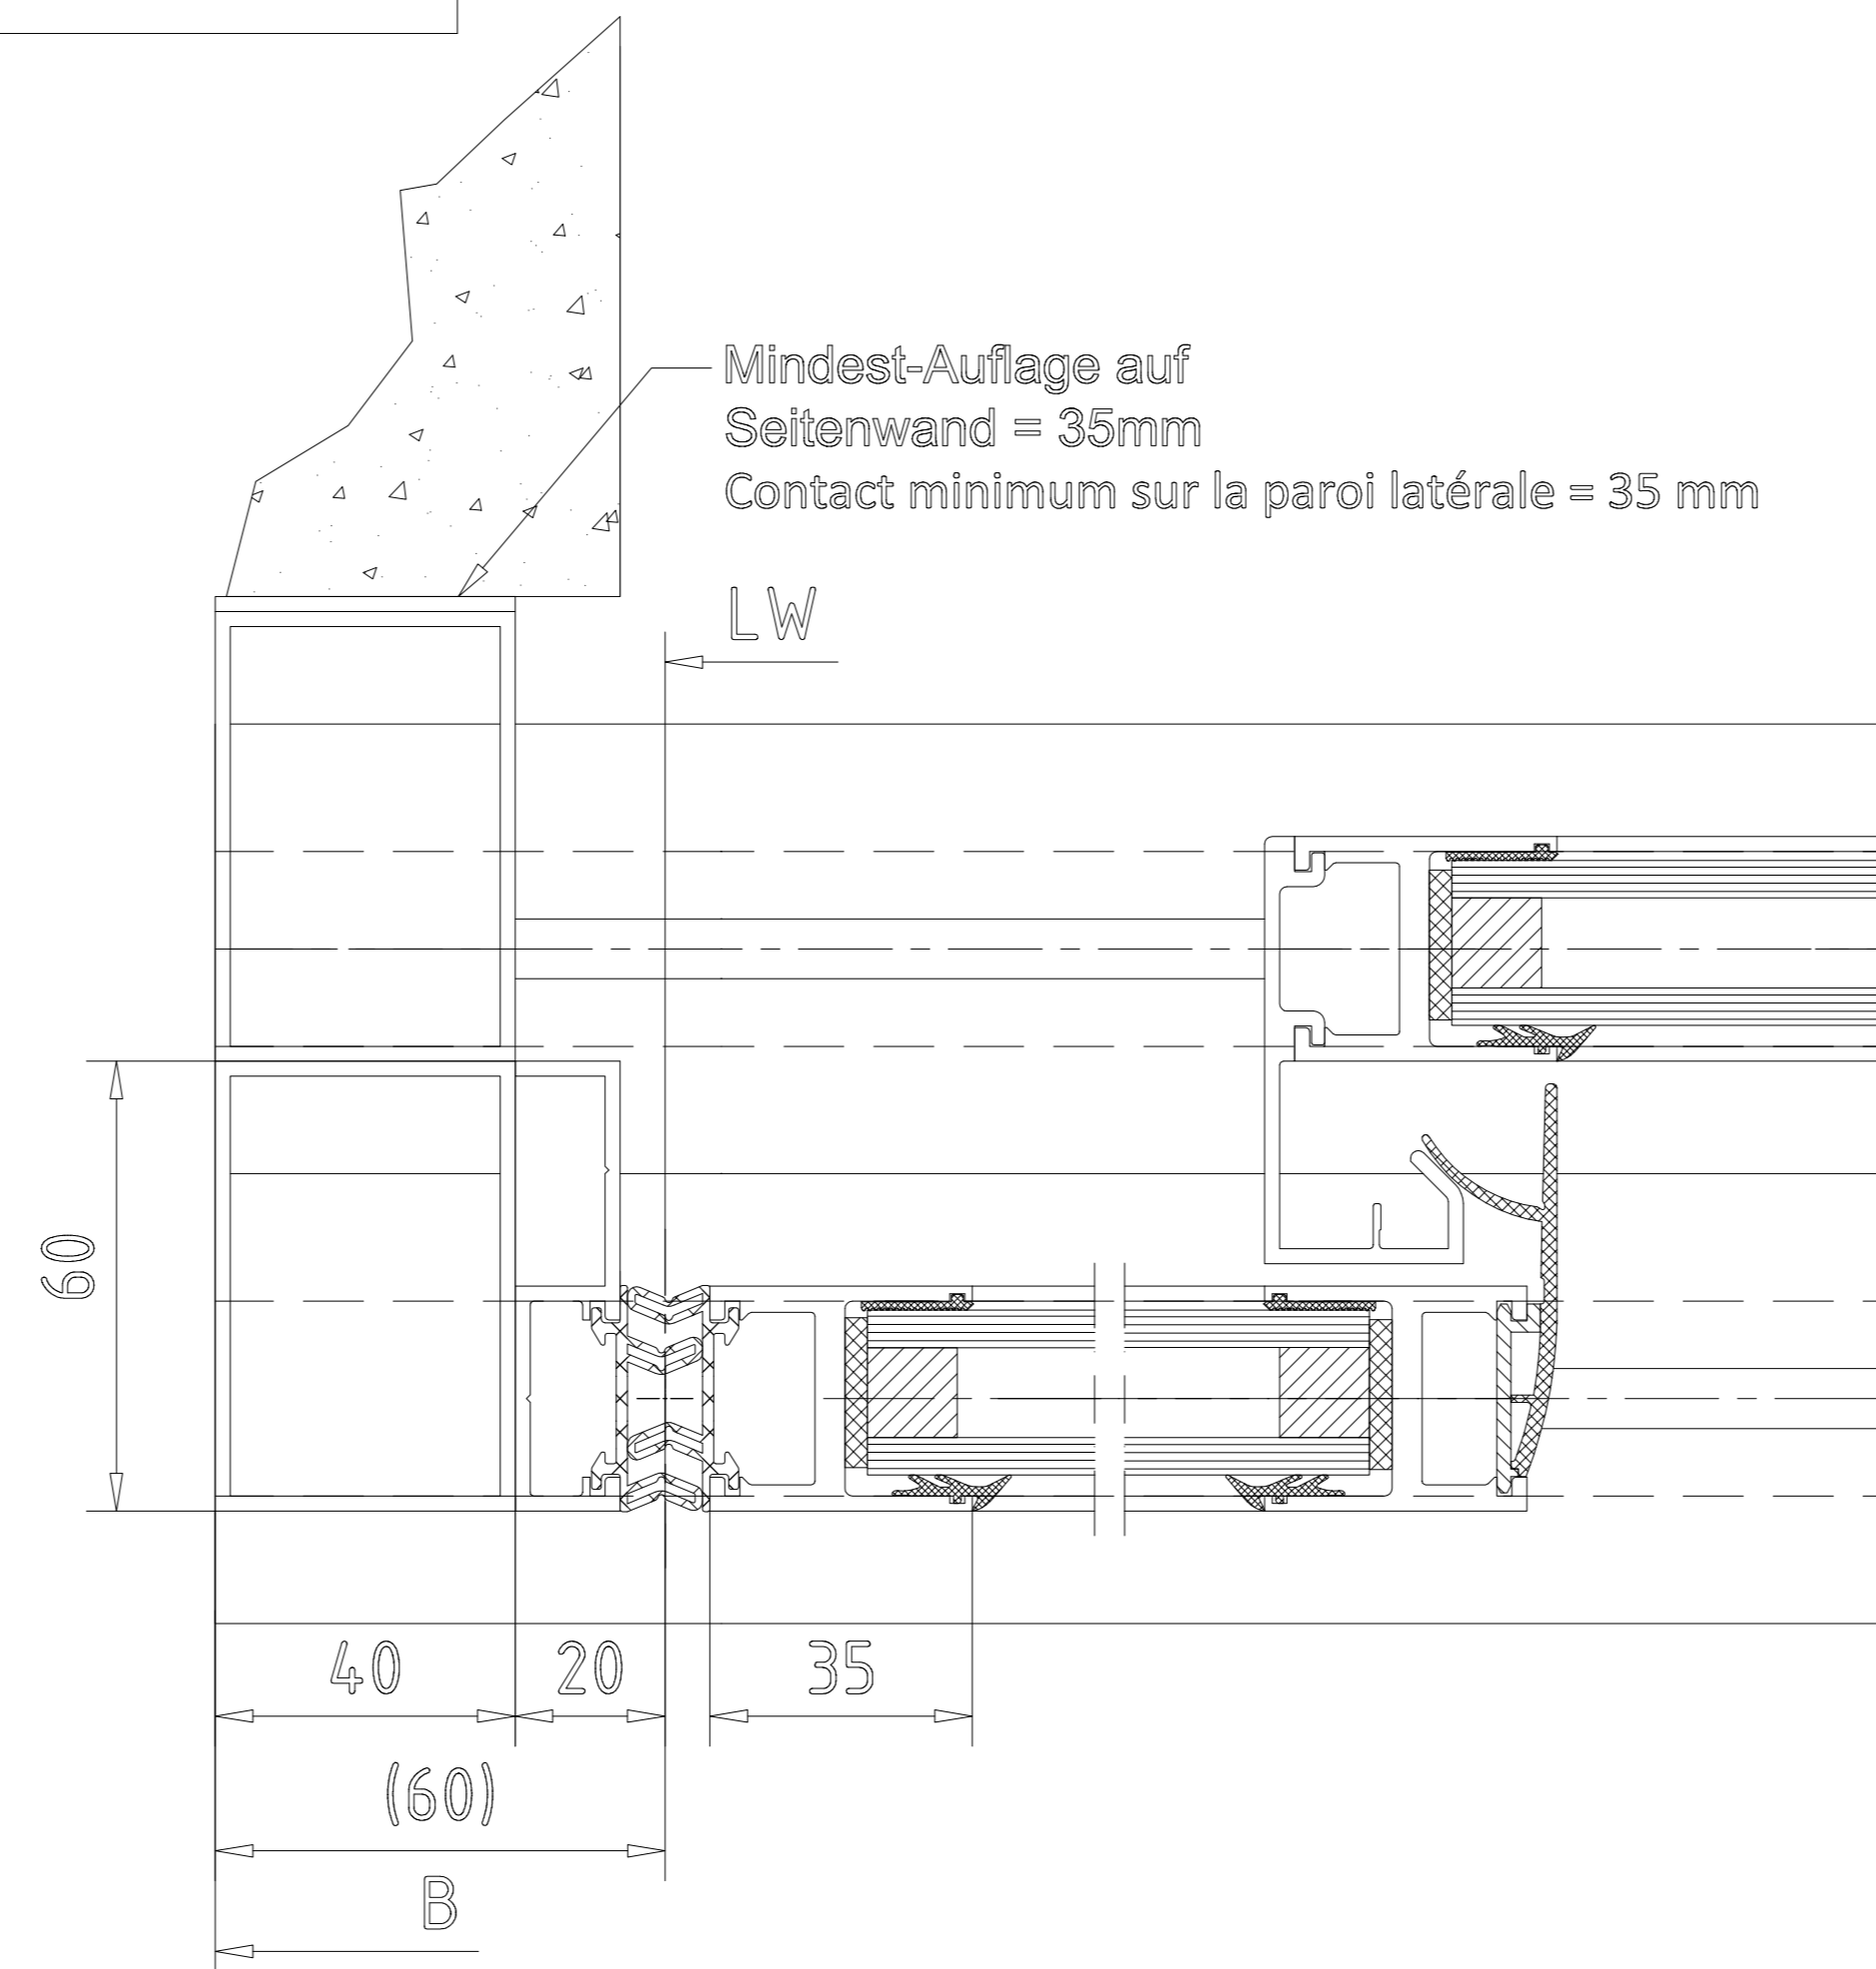 Mindest-Auflage auf
Seitenwand = 35mm
Contact minimum sur la paroi latérale = 35 mm
LW
60
40 20 35
(60)
B